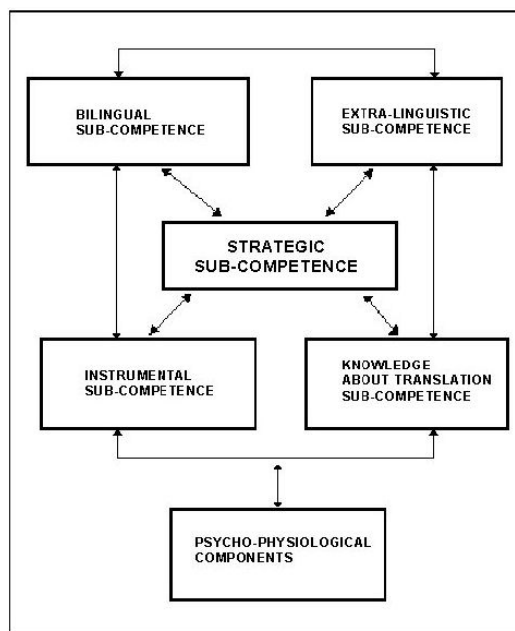 BILINGUAL
SUB-COMPETENCE
EXTRA-LINGUISTIC
SUB-COMPETENCE
STRATEGIC
SUB-COMPETENCE
INSTRUMENTAL
SUB-COMPETENCE
KNOWLEDGE
ABOUT TRANSLATION
SUB-COMPETENCE
PSYCHO-PHYSIOLOGICAL
COMPONENTS